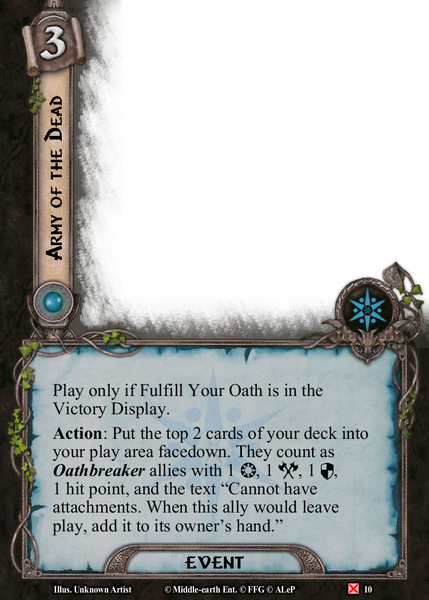 3
ARMY OF THE DEAD
Play only if Fulfill Your Oath is in the
Victory Display.
Action: Put the top 2 cards of your deck into
your play area facedown. They count as
Oathbreaker allies with 1 , 1 , 1 ,
1 hit point, and the text “Cannot have
attachments. When this ally would leave
play, add it to its owner’s hand.”
EVENT
Illus. Unknown Artist © Middle-earth Ent. © FFG © ALeP 10